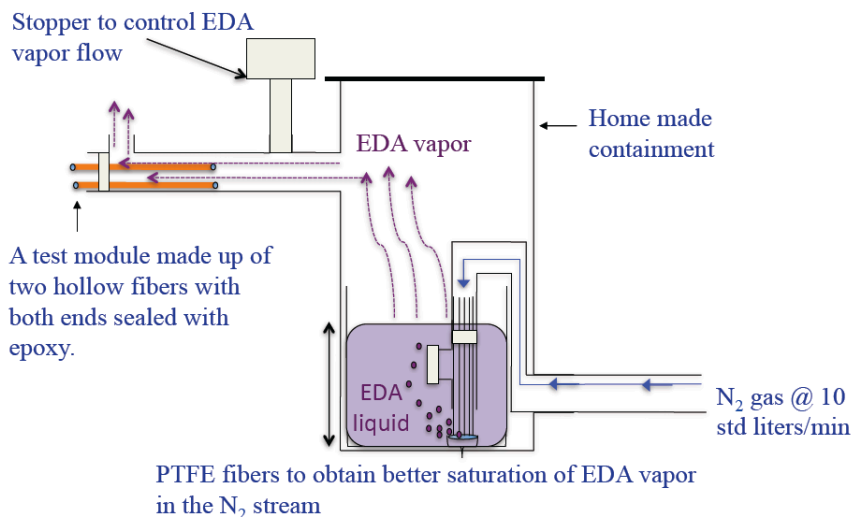 Stopper to control EDA
vapor flow
EDA vapor
Home made
containment
A test module made up of
two hollow fibers with
both ends sealed with
epoxy.
EDA
liquid
N₂ gas @ 10
std liters/min
PTFE fibers to obtain better saturation of EDA vapor
in the N₂ stream